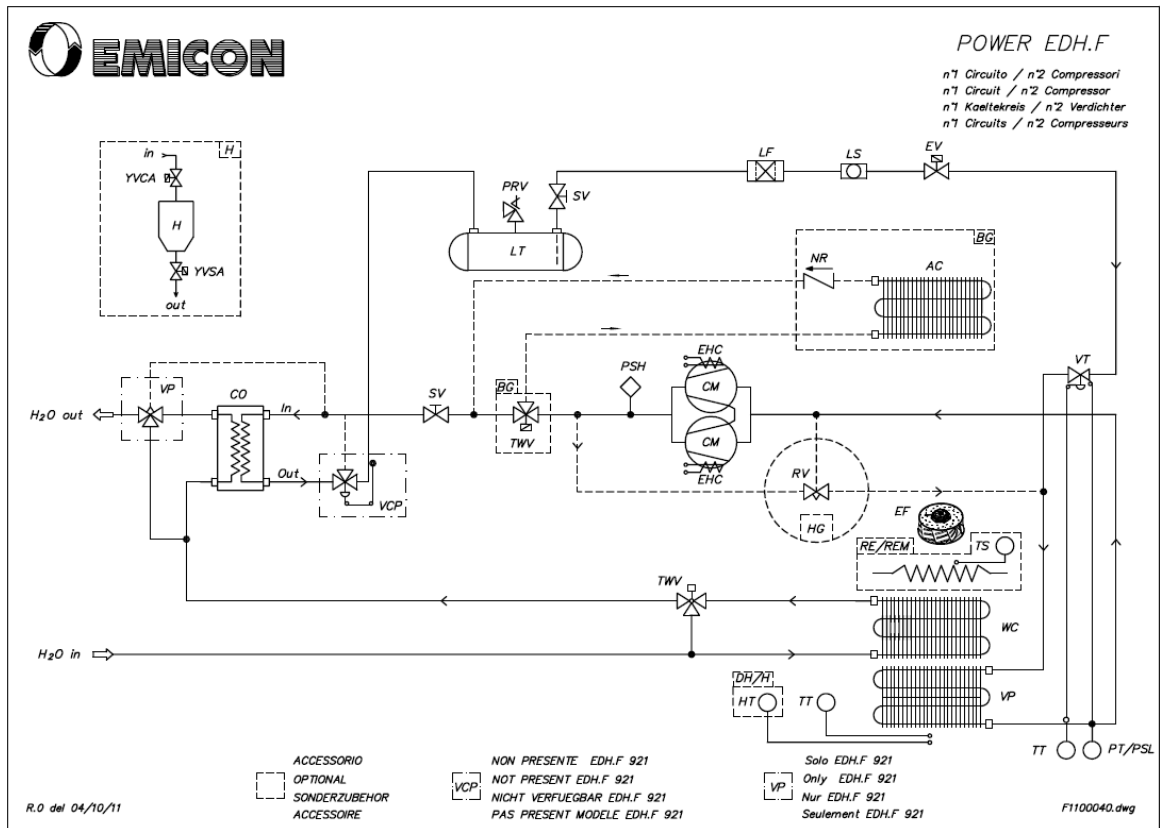 EMICON
POWER EDH.F
n°1 Circuito / n°2 Compressori
n°1 Circuit / n°2 Compressor
n°1 Kaeltekreis / n°2 Verdichter
n°1 Circuits / n°2 Compresseurs
in
H
YVCA
H
YVSA
out
PRV
SV
LT
LF
LS
EV
BG
NR
AC
VP
CO
In
H2O out
Out
VCP
SV
BG
TWV
PSH
EHC
CM
CM
EHC
VT
RV
HG
EF
RE/REM
TS
TWV
WC
H2O in
DH/H
HT
TT
VP
TT
PT/PSL
ACCESSORIO
OPTIONAL
SONDERZUBEHOR
ACCESSOIRE
VCP
NON PRESENTE EDH.F 921
NOT PRESENT EDH.F 921
NICHT VERFUEGBAR EDH.F 921
PAS PRESENT MODELE EDH.F 921
VP
Solo EDH.F 921
Only EDH.F 921
Nur EDH.F 921
Seulement EDH.F 921
R.0 del 04/10/11
F1100040.dwg